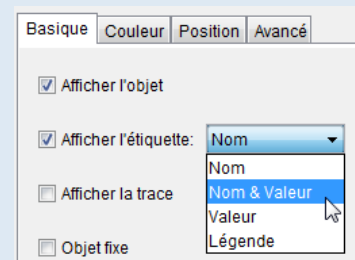 Basique Couleur Position Avancé
Afficher l'objet
Afficher l'étiquette: Nom
Nom
Afficher la trace Nom & Valeur
Valeur
Objet fixe Légende